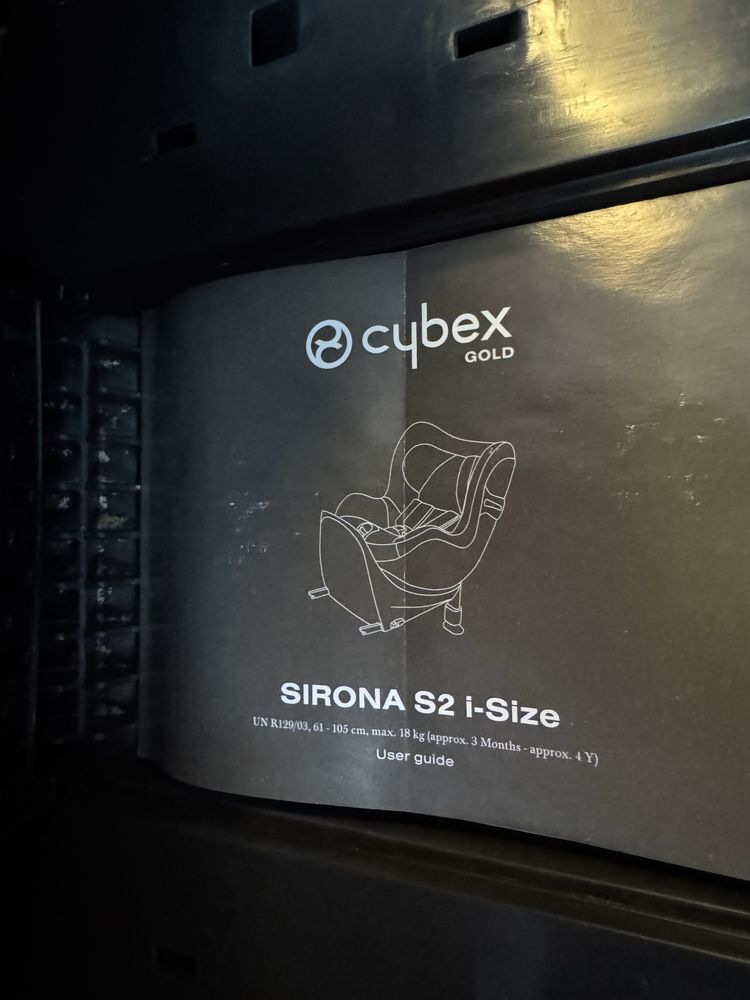 cybex
GOLD
SIRONA S2 i-Size
UN R129/03, 61 - 105 cm, max. 18 kg (approx. 3 Months - approx. 4 Y)
User guide